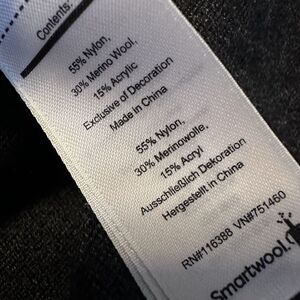 Contents:
55% Nylon,
30% Merino Wool,
15% Acrylic
Exclusive of Decoration
Made in China
55% Nylon,
30% Merinowolle,
15% Acryl
Ausschließlich Dekoration
Hergestellt in China
RN#116388 VN#751460
Smartwool.